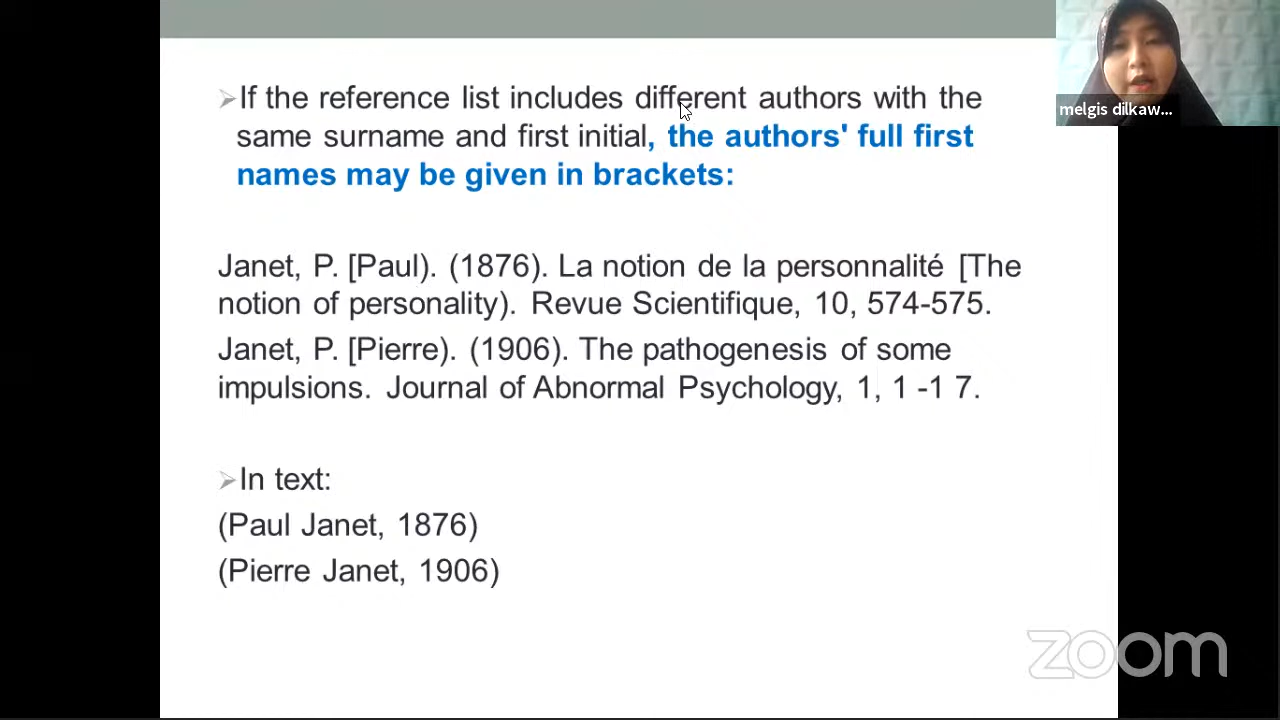 ➢If the reference list includes different authors with the
same surname and first initial, the authors' full first
names may be given in brackets:
Janet, P. [Paul). (1876). La notion de la personnalité [The
notion of personality). Revue Scientifique, 10, 574-575.
Janet, P. [Pierre). (1906). The pathogenesis of some
impulsions. Journal of Abnormal Psychology, 1, 1 -1 7.
➢In text:
(Paul Janet, 1876)
(Pierre Janet, 1906)
melgis dilkaw...
zoom